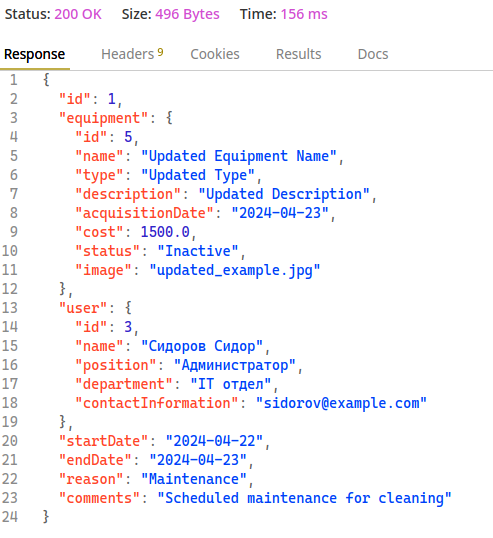 Status: 200 OK Size: 496 Bytes Time: 156 ms
Response Headers 9 Cookies Results Docs
1 {
2 "id": 1,
3 "equipment": {
4 "id": 5,
5 "name": "Updated Equipment Name",
6 "type": "Updated Type",
7 "description": "Updated Description",
8 "acquisitionDate": "2024-04-23",
9 "cost": 1500.0,
10 "status": "Inactive",
11 "image": "updated_example.jpg"
12 },
13 "user": {
14 "id": 3,
15 "name": "Сидоров Сидор",
16 "position": "Администратор",
17 "department": "IT отдел",
18 "contactInformation": "sidorov@example.com"
19 },
20 "startDate": "2024-04-22",
21 "endDate": "2024-04-23",
22 "reason": "Maintenance",
23 "comments": "Scheduled maintenance for cleaning"
24 }